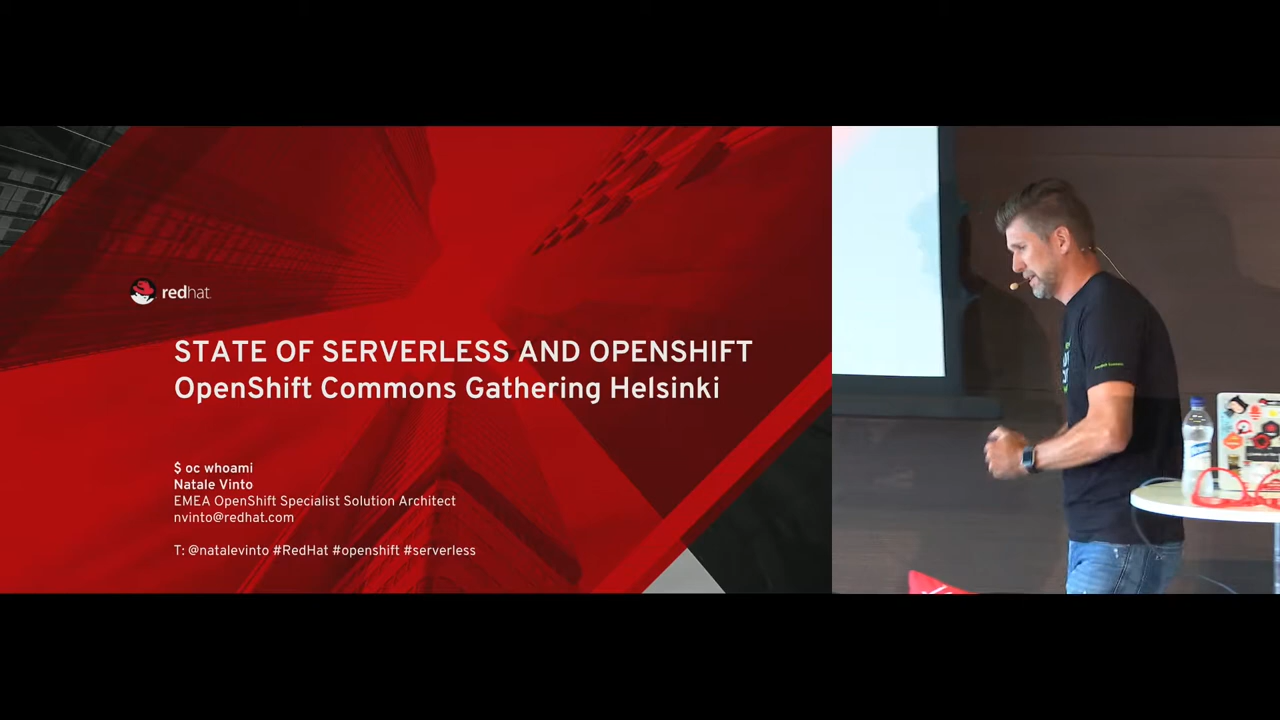 redhat.
STATE OF SERVERLESS AND OPENSHIFT
OpenShift Commons Gathering Helsinki
$ oc whoami
Natale Vinto
EMEA OpenShift Specialist Solution Architect
nvinto@redhat.com
T: @natalevinto #RedHat #openshift #serverless